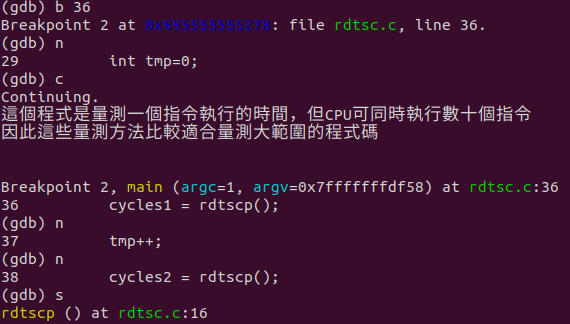 (gdb) b 36
Breakpoint 2 at 0x555555555278: file rdtsc.c, line 36.
(gdb) n
29          int tmp=0;
(gdb) c
Continuing.
這個程式是量測一個指令執行的時間，但CPU可同時執行數十個指令
因此這些量測方法比較適合量測大範圍的程式碼
Breakpoint 2, main (argc=1, argv=0x7fffffffdf58) at rdtsc.c:36
36          cycles1 = rdtscp();
(gdb) n
37          tmp++;
(gdb) n
38          cycles2 = rdtscp();
(gdb) s
rdtscp () at rdtsc.c:16